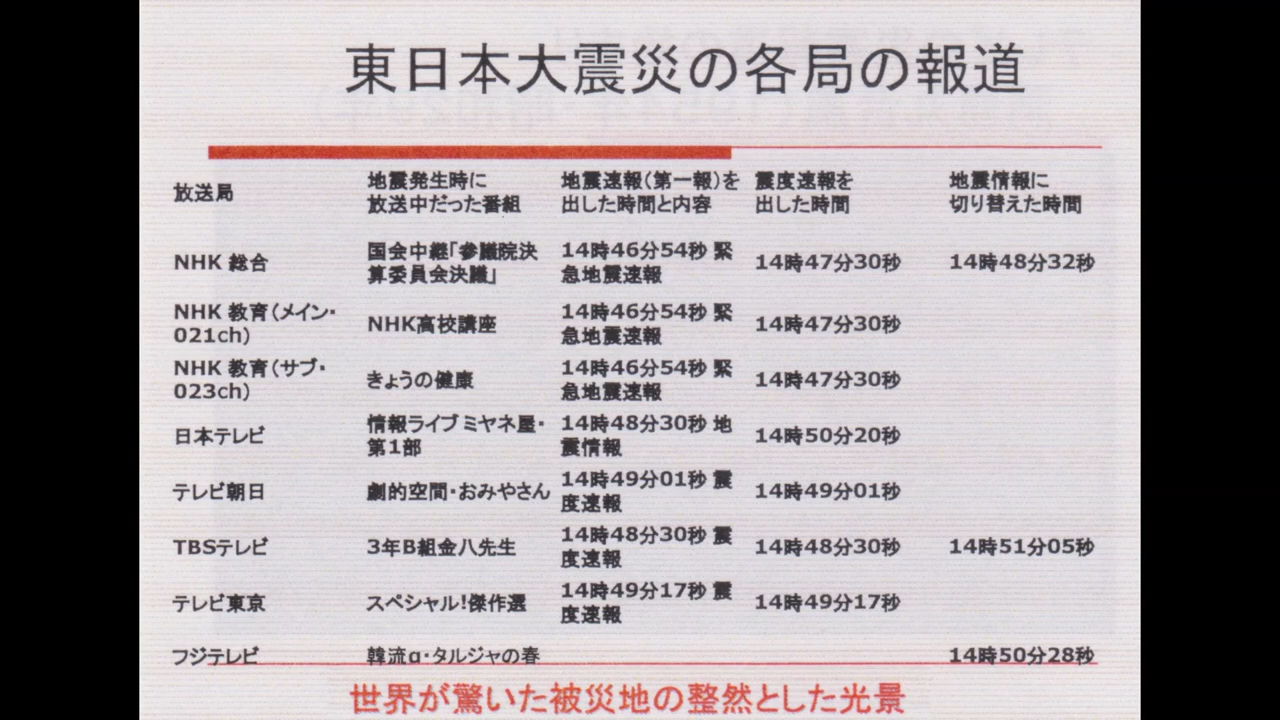 東日本大震災の各局の報道
放送局
地震発生時に
放送中だった番組
地震速報(第一報)を
出した時間と内容
震度速報を
出した時間
地震情報に
切り替えた時間
NHK 総合
国会中継「参議院決
算委員会決議」
14時46分54秒 緊
急地震速報
14時47分30秒
14時48分32秒
NHK 教育(メイン・
021ch)
NHK高校講座
14時46分54秒 緊
急地震速報
14時47分30秒
NHK 教育(サブ・
023ch)
きょうの健康
14時46分54秒 緊
急地震速報
14時47分30秒
日本テレビ
情報ライブ ミヤネ屋・
第1部
14時48分30秒 地
震情報
14時50分20秒
テレビ朝日
劇的空間・おみやさん
14時49分01秒 震
度速報
14時49分01秒
TBSテレビ
3年B組金八先生
14時48分30秒 震
度速報
14時48分30秒
14時51分05秒
テレビ東京
スペシャル!傑作選
14時49分17秒 震
度速報
14時49分17秒
フジテレビ
韓流α・タルジャの春
14時50分28秒
世界が驚いた被災地の整然とした光景